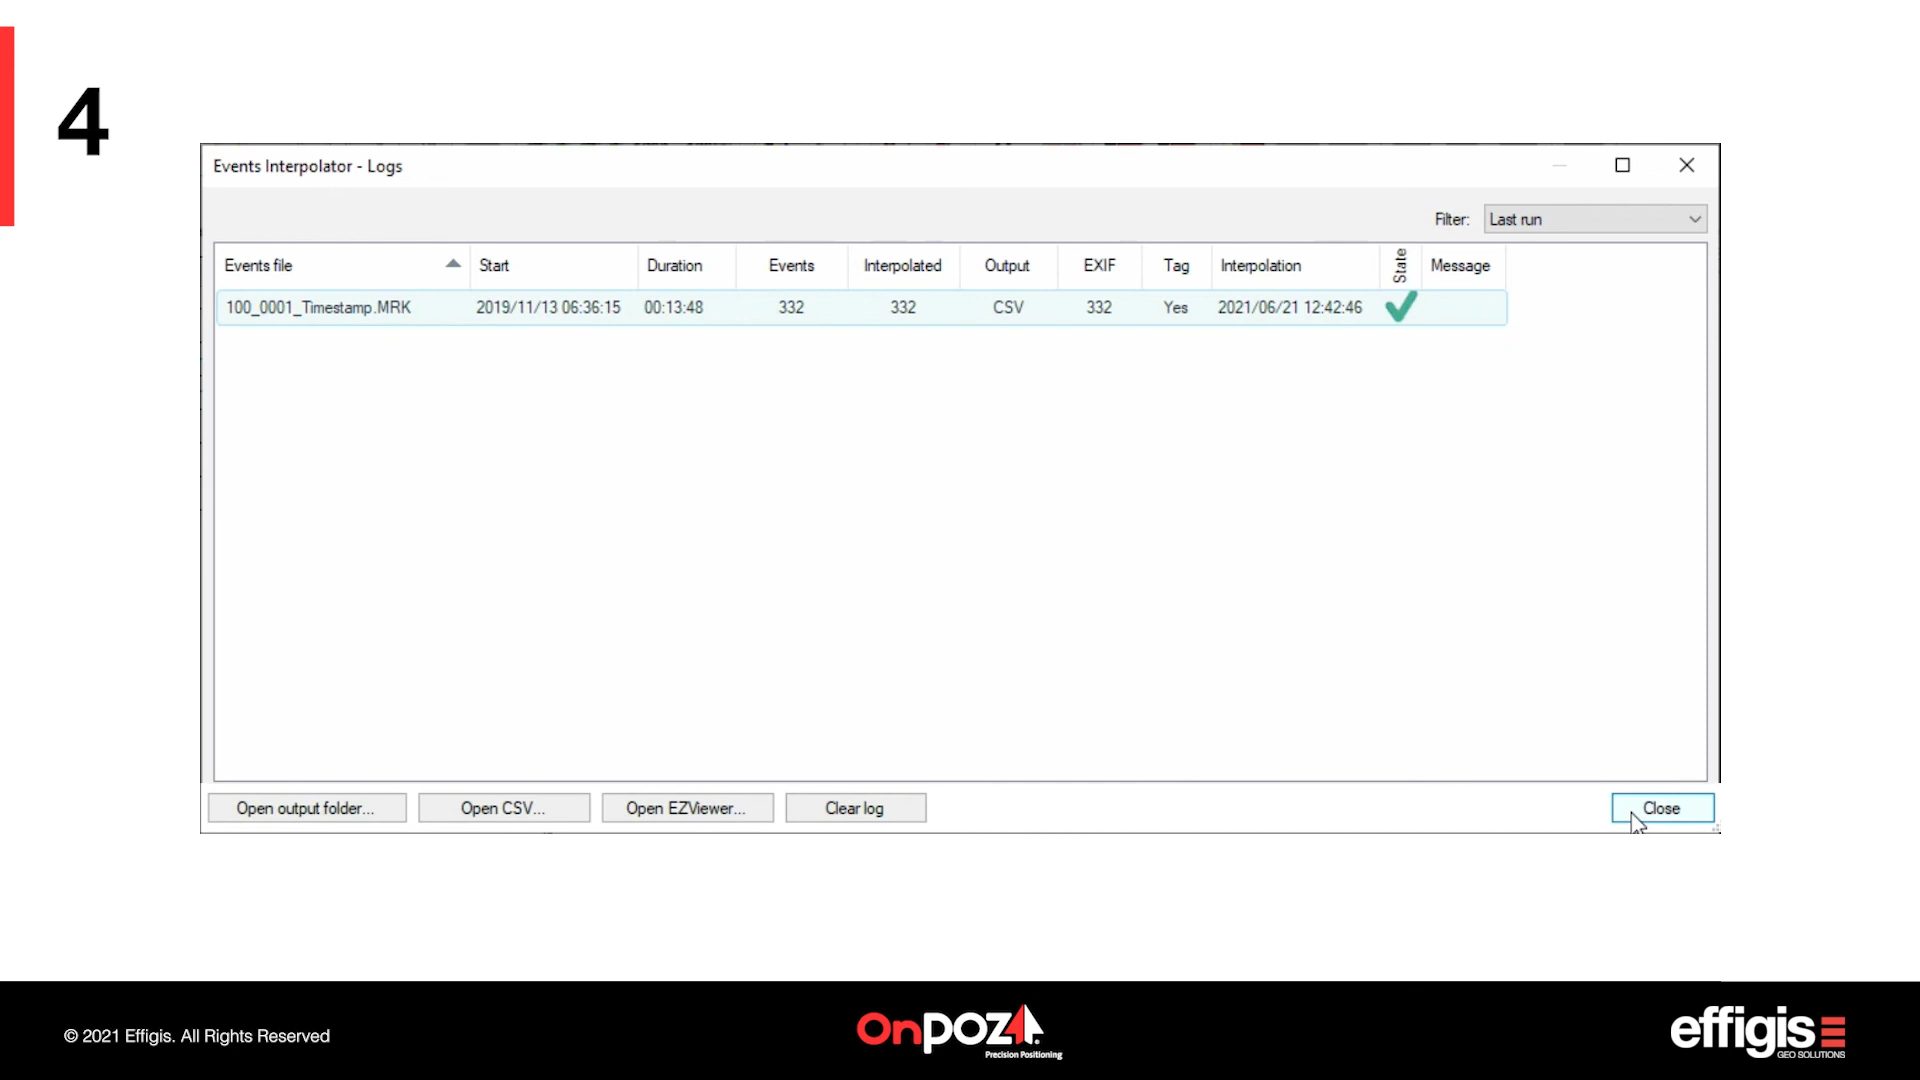 4
Events Interpolator - Logs
Filter: Last run
Events file Start Duration Events Interpolated Output EXIF Tag Interpolation State Message
100_0001_Timestamp.MRK 2019/11/13 06:36:15 00:13:48 332 332 CSV 332 Yes 2021/06/21 12:42:46
Open output folder... Open CSV... Open EZViewer... Clear log Close
© 2021 Effigis. All Rights Reserved
Onpoz
Precision Positioning
effigis
GEO SOLUTIONS